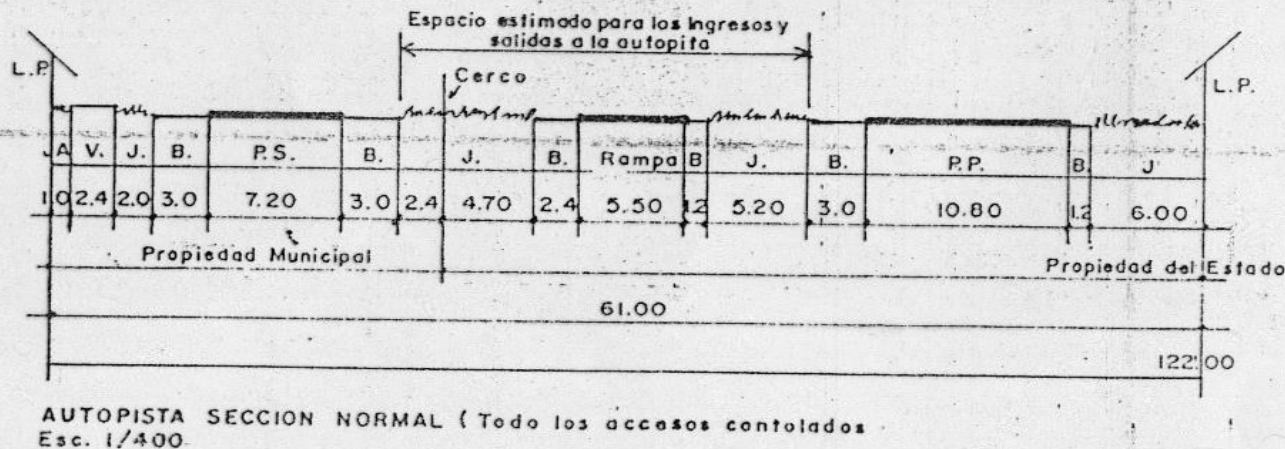 Espacio estimado para los Ingresos y
salidas a la autopita
Cerco
L.P.
L.P.
J A V. J. B. P.S. B. J. B. Rampa B J. B. P.P. B. J
1.0 2.4 2.0 3.0 7.20 3.0 2.4 4.70 2.4 5.50 1.2 5.20 3.0 10.80 1.2 6.00
Propiedad Municipal
Propiedad del Estado
61.00
122.00
AUTOPISTA SECCION NORMAL ( Todo los accasos contolados
Esc. 1/400